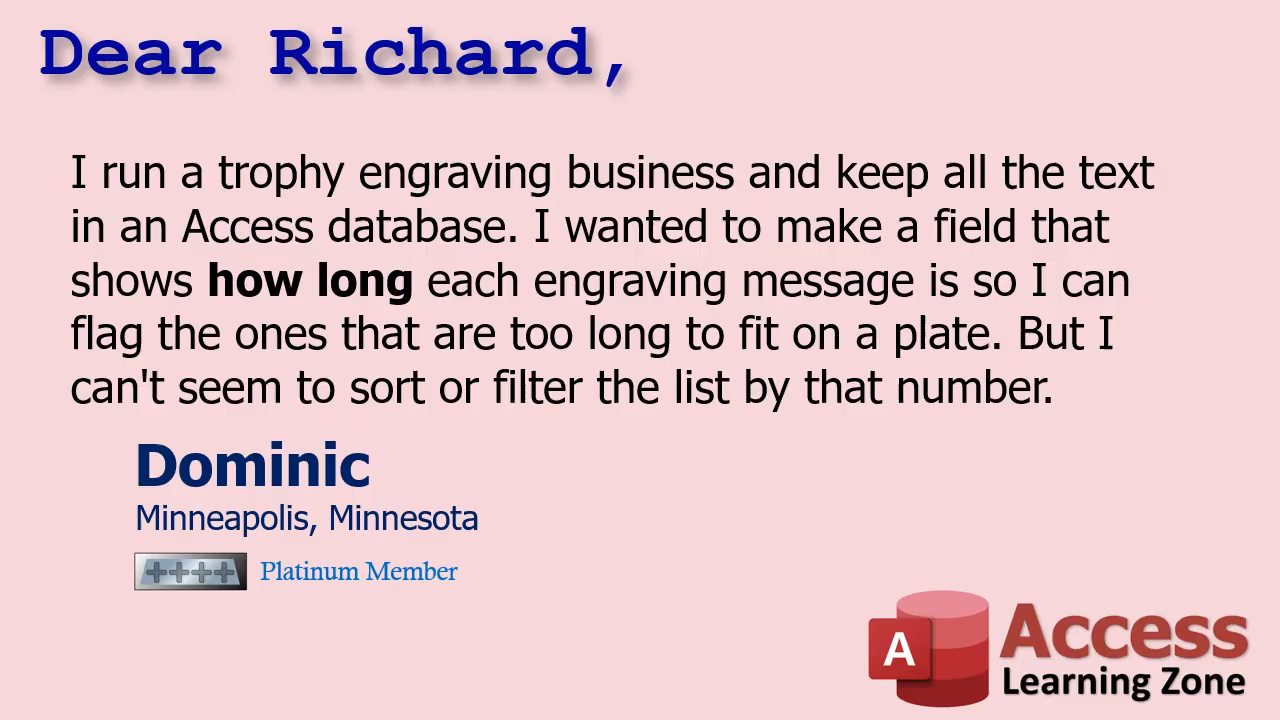 Dear Richard,
I run a trophy engraving business and keep all the text
in an Access database. I wanted to make a field that
shows how long each engraving message is so I can
flag the ones that are too long to fit on a plate. But I
can't seem to sort or filter the list by that number.
Dominic
Minneapolis, Minnesota
++++ Platinum Member
A Access
Learning Zone